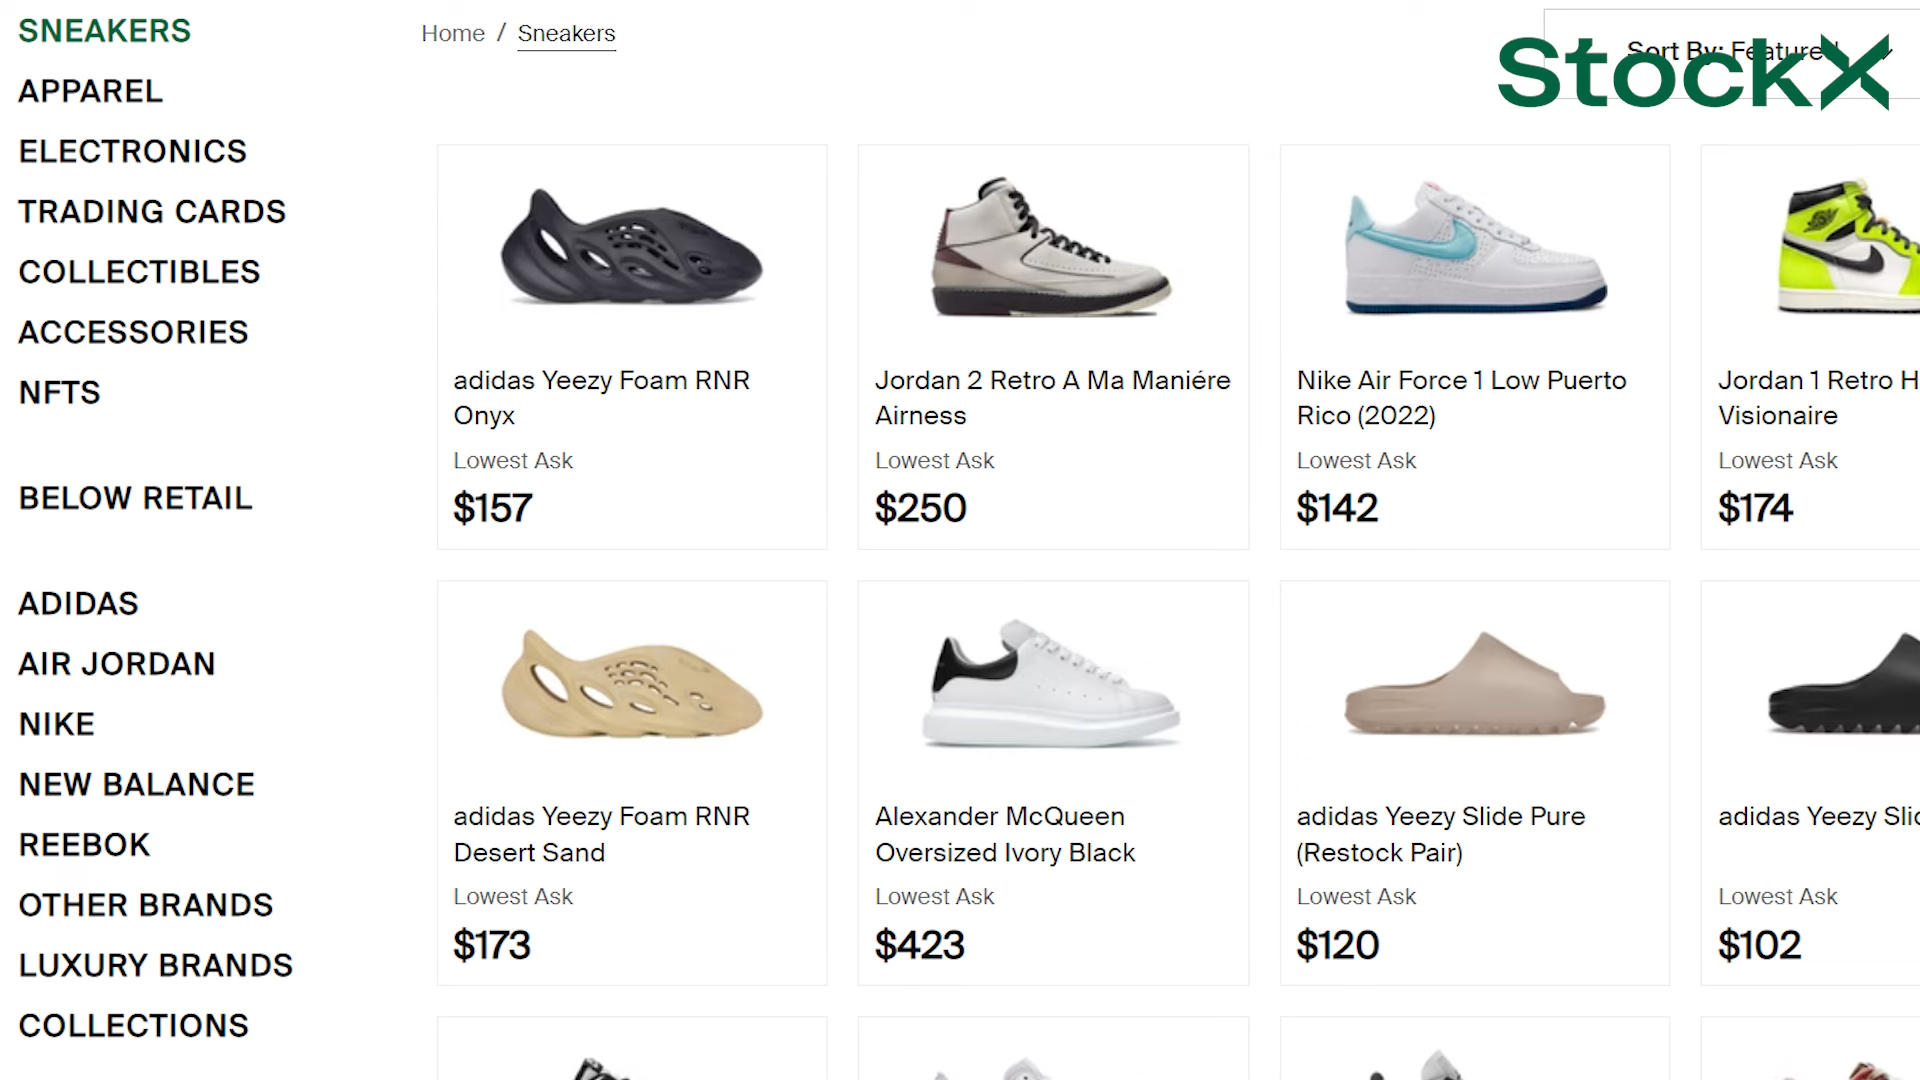 SNEAKERS
APPAREL
ELECTRONICS
TRADING CARDS
COLLECTIBLES
ACCESSORIES
NFTS
BELOW RETAIL
ADIDAS
AIR JORDAN
NIKE
NEW BALANCE
REEBOK
OTHER BRANDS
LUXURY BRANDS
COLLECTIONS
Home / Sneakers
Sort By: Featured
StockX
adidas Yeezy Foam RNR
Onyx
Lowest Ask
$157
Jordan 2 Retro A Ma Maniére
Airness
Lowest Ask
$250
Nike Air Force 1 Low Puerto
Rico (2022)
Lowest Ask
$142
Jordan 1 Retro H
Visionaire
Lowest Ask
$174
adidas Yeezy Foam RNR
Desert Sand
Lowest Ask
$173
Alexander McQueen
Oversized Ivory Black
Lowest Ask
$423
adidas Yeezy Slide Pure
(Restock Pair)
Lowest Ask
$120
adidas Yeezy Slid
Lowest Ask
$102